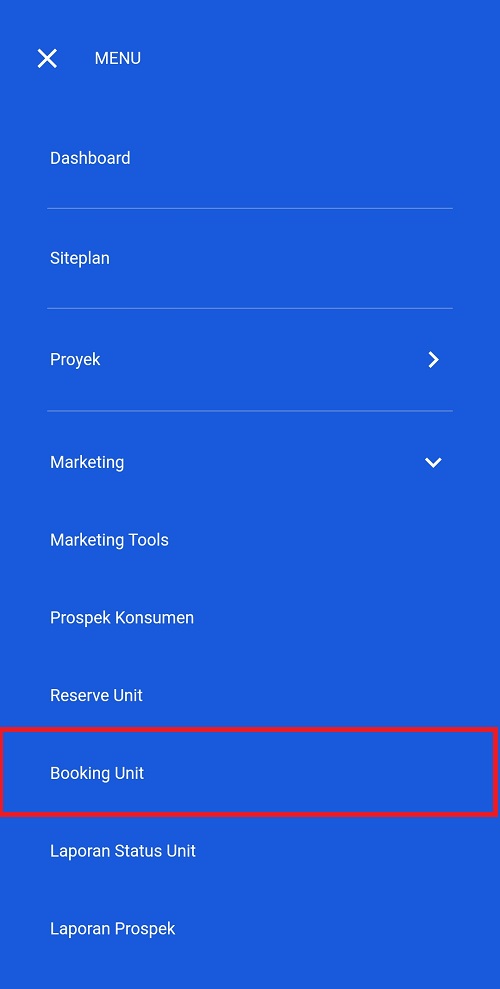 MENU
Dashboard
Siteplan
Proyek
Marketing
Marketing Tools
Prospek Konsumen
Reserve Unit
Booking Unit
Laporan Status Unit
Laporan Prospek